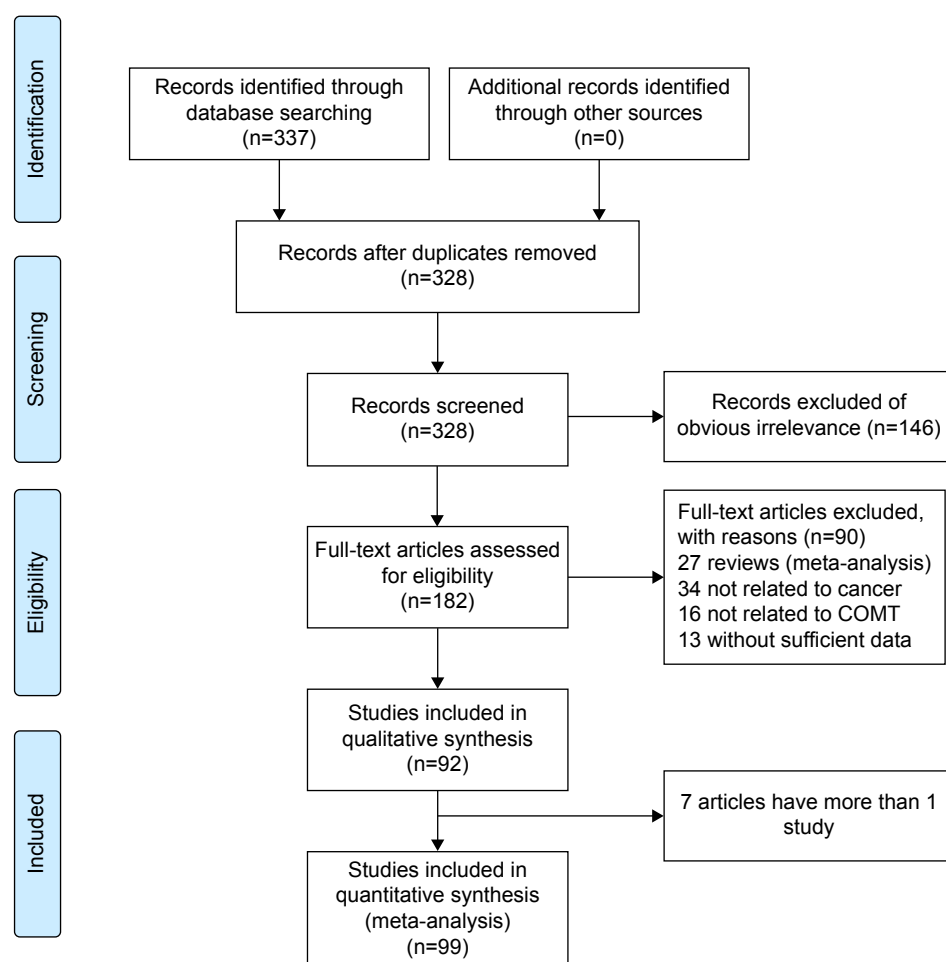 Identification
Records identified through
database searching
(n=337)
Additional records identified
through other sources
(n=0)
Records after duplicates removed
(n=328)
Screening
Records screened
(n=328)
Records excluded of
obvious irrelevance (n=146)
Eligibility
Full-text articles assessed
for eligibility
(n=182)
Full-text articles excluded,
with reasons (n=90)
27 reviews (meta-analysis)
34 not related to cancer
16 not related to COMT
13 without sufficient data
Studies included in
qualitative synthesis
(n=92)
Included
7 articles have more than 1
study
Studies included in
quantitative synthesis
(meta-analysis)
(n=99)